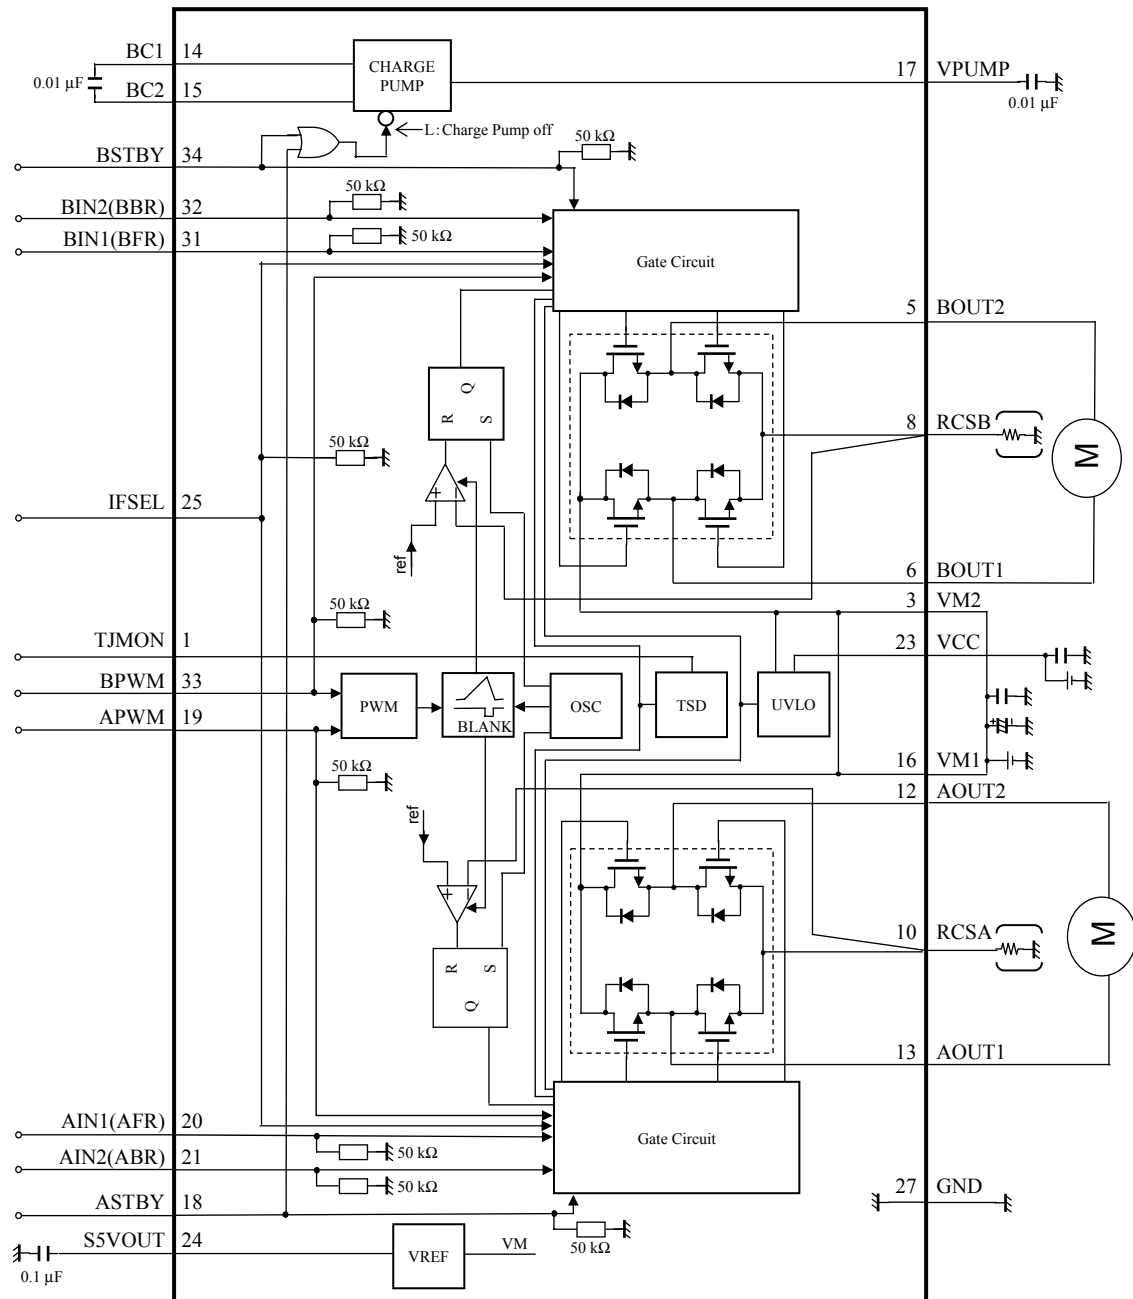 BC1 14
0.01 µF
BC2 15
CHARGE
PUMP
17 VPUMP
0.01 µF
L : Charge Pump off
50 kΩ
BSTBY 34
50 kΩ
BIN2(BBR) 32
50 kΩ
BIN1(BFR) 31
Gate Circuit
5 BOUT2
Q
R S
8 RCSB
50 kΩ
M
+ −
IFSEL 25
ref
6 BOUT1
3 VM2
50 kΩ
TJMON 1
23 VCC
BPWM 33
PWM
BLANK
OSC
TSD
UVLO
APWM 19
+
16 VM1
50 kΩ
12 AOUT2
ref
+ −
10 RCSA
M
R S
Q
13 AOUT1
AIN1(AFR) 20
Gate Circuit
50 kΩ
AIN2(ABR) 21
50 kΩ
27 GND
ASTBY 18
50 kΩ
S5VOUT 24
VREF
VM
0.1 µF